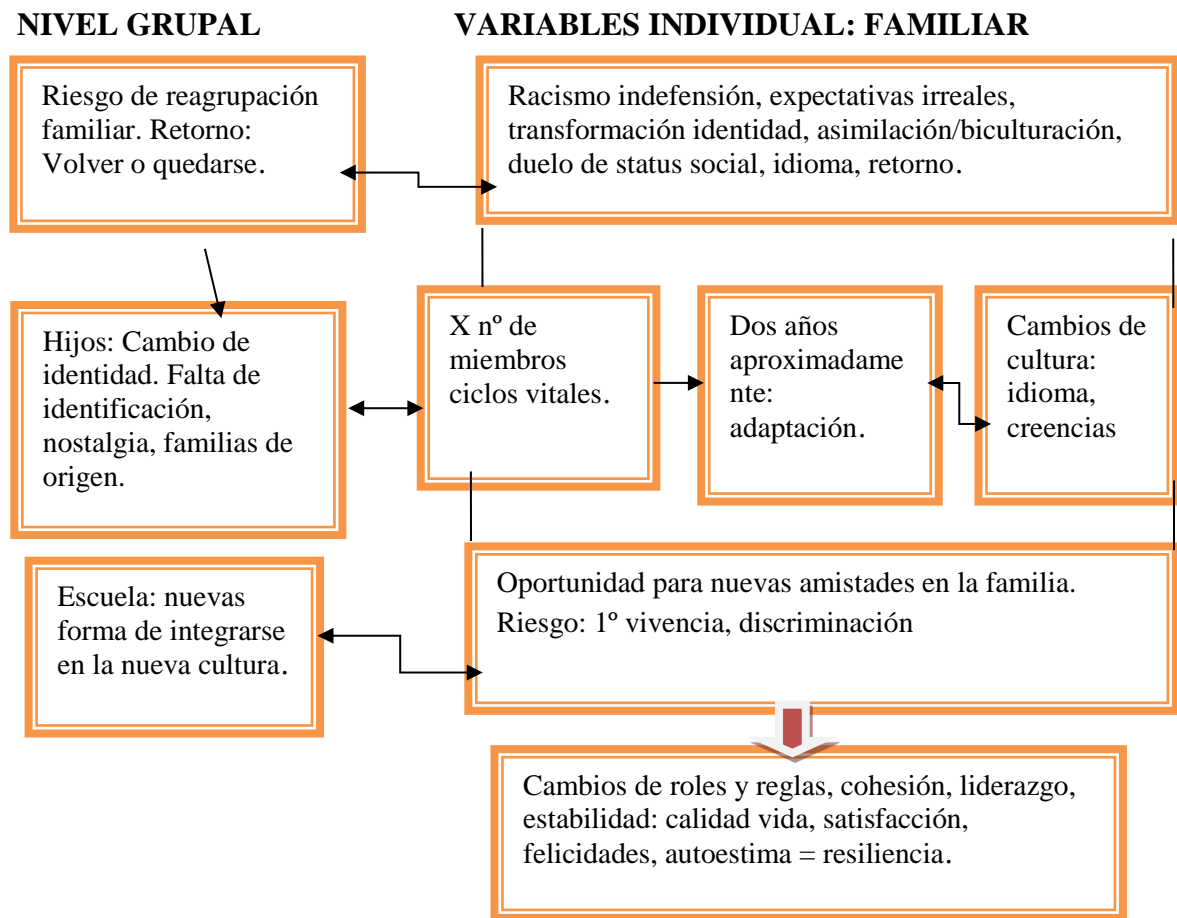 NIVEL GRUPAL
VARIABLES INDIVIDUAL: FAMILIAR
Riesgo de reagrupación
familiar. Retorno:
Volver o quedarse.
Racismo indefensión, expectativas irreales,
transformación identidad, asimilación/biculturación,
duelo de status social, idioma, retorno.
Hijos: Cambio de
identidad. Falta de
identificación,
nostalgia, familias de
origen.
X nº de
miembros
ciclos vitales.
Dos años
aproximadame
nte:
adaptación.
Cambios de
cultura:
idioma,
creencias
Escuela: nuevas
forma de integrarse
en la nueva cultura.
Oportunidad para nuevas amistades en la familia.
Riesgo: 1º vivencia, discriminación
Cambios de roles y reglas, cohesión, liderazgo,
estabilidad: calidad vida, satisfacción,
felicidades, autoestima = resiliencia.